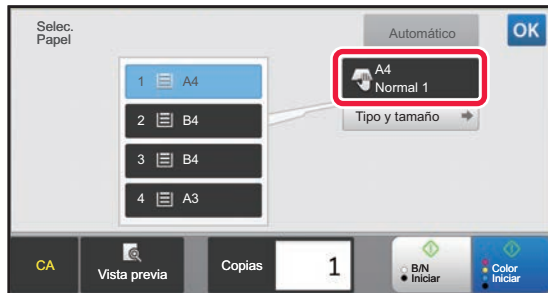 Selec.
Papel
Automático
OK
1 A4
2 B4
3 B4
4 A3
A4
Normal 1
Tipo y tamaño
CA
Vista previa
Copias
1
B/N
Iniciar
Color
Iniciar